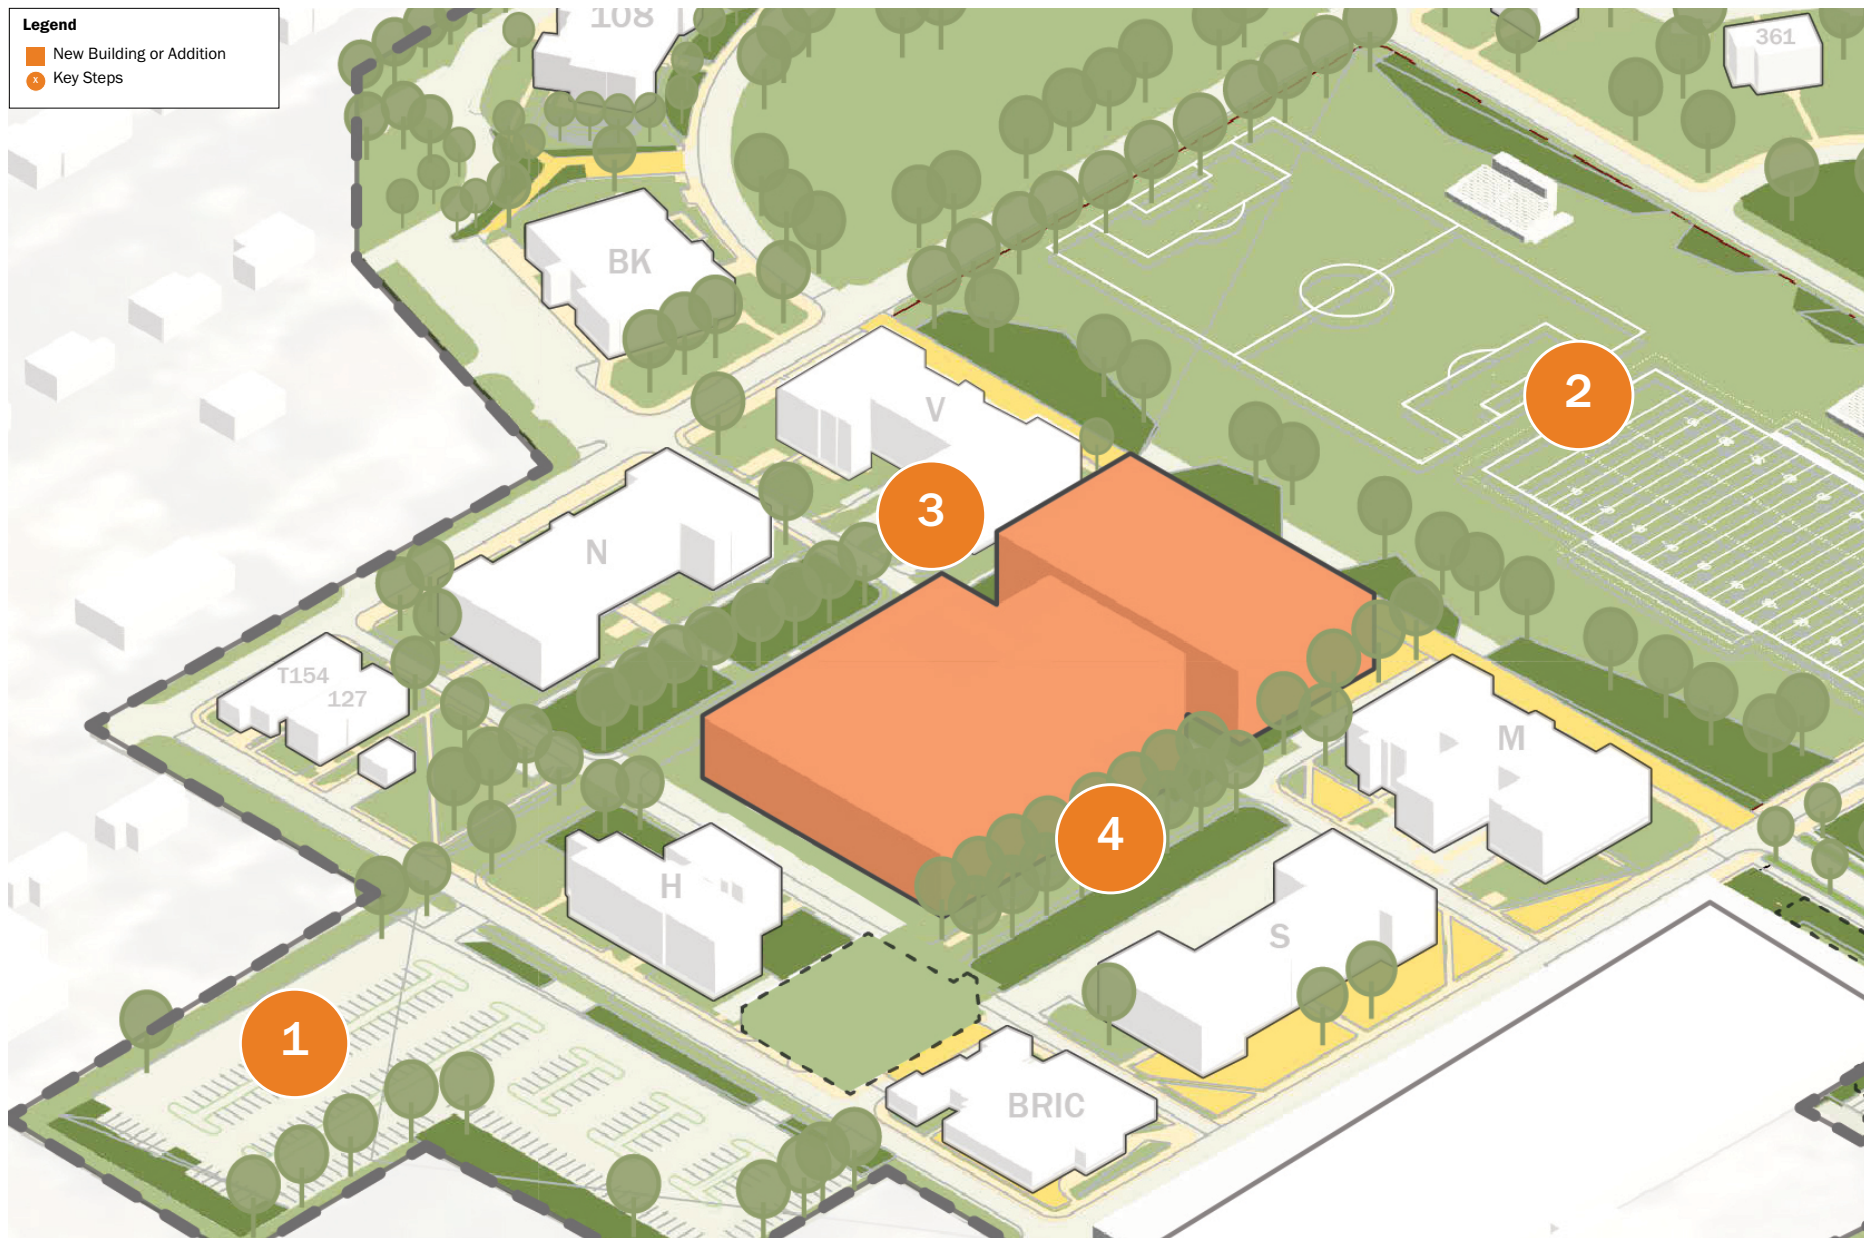 Legend
New Building or Addition
X
Key Steps
108
361
BK
2
V
3
N
T154
127
M
4
H
S
1
BRIC